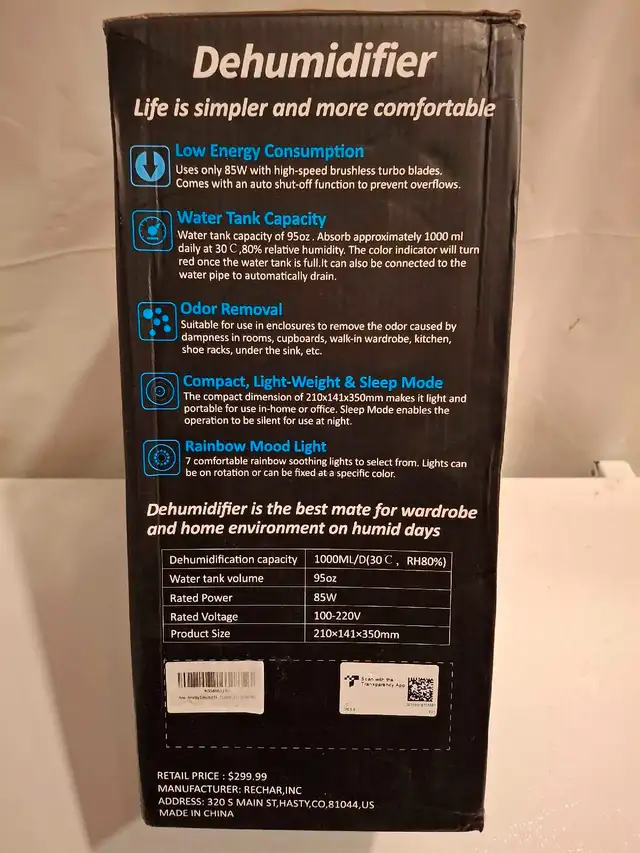 Dehumidifier
Life is simpler and more comfortable
Low Energy Consumption
Uses only 85W with high-speed brushless turbo blades.
Comes with an auto shut-off function to prevent overflows.
Water Tank Capacity
Water tank capacity of 95oz . Absorb approximately 1000 ml
daily at 30℃,80% relative humidity. The color indicator will turn
red once the water tank is full.It can also be connected to the
water pipe to automatically drain.
Odor Removal
Suitable for use in enclosures to remove the odor caused by
dampness in rooms, cupboards, walk-in wardrobe, kitchen,
shoe racks, under the sink, etc.
Compact, Light-Weight & Sleep Mode
The compact dimension of 210x141x350mm makes it light and
portable for use in-home or office. Sleep Mode enables the
operation to be silent for use at night.
Rainbow Mood Light
7 comfortable rainbow soothing lights to select from. Lights can
be on rotation or can be fixed at a specific color.
Dehumidifier is the best mate for wardrobe
and home environment on humid days
Dehumidification capacity 1000ML/D(30℃, RH80%)
Water tank volume 95oz
Rated Power 85W
Rated Voltage 100-220V
Product Size 210×141×350mm
Scan with the
Transparency App
RETAIL PRICE : $299.99
MANUFACTURER: RECHAR,INC
ADDRESS: 320 S MAIN ST,HASTY,CO,81044,US
MADE IN CHINA